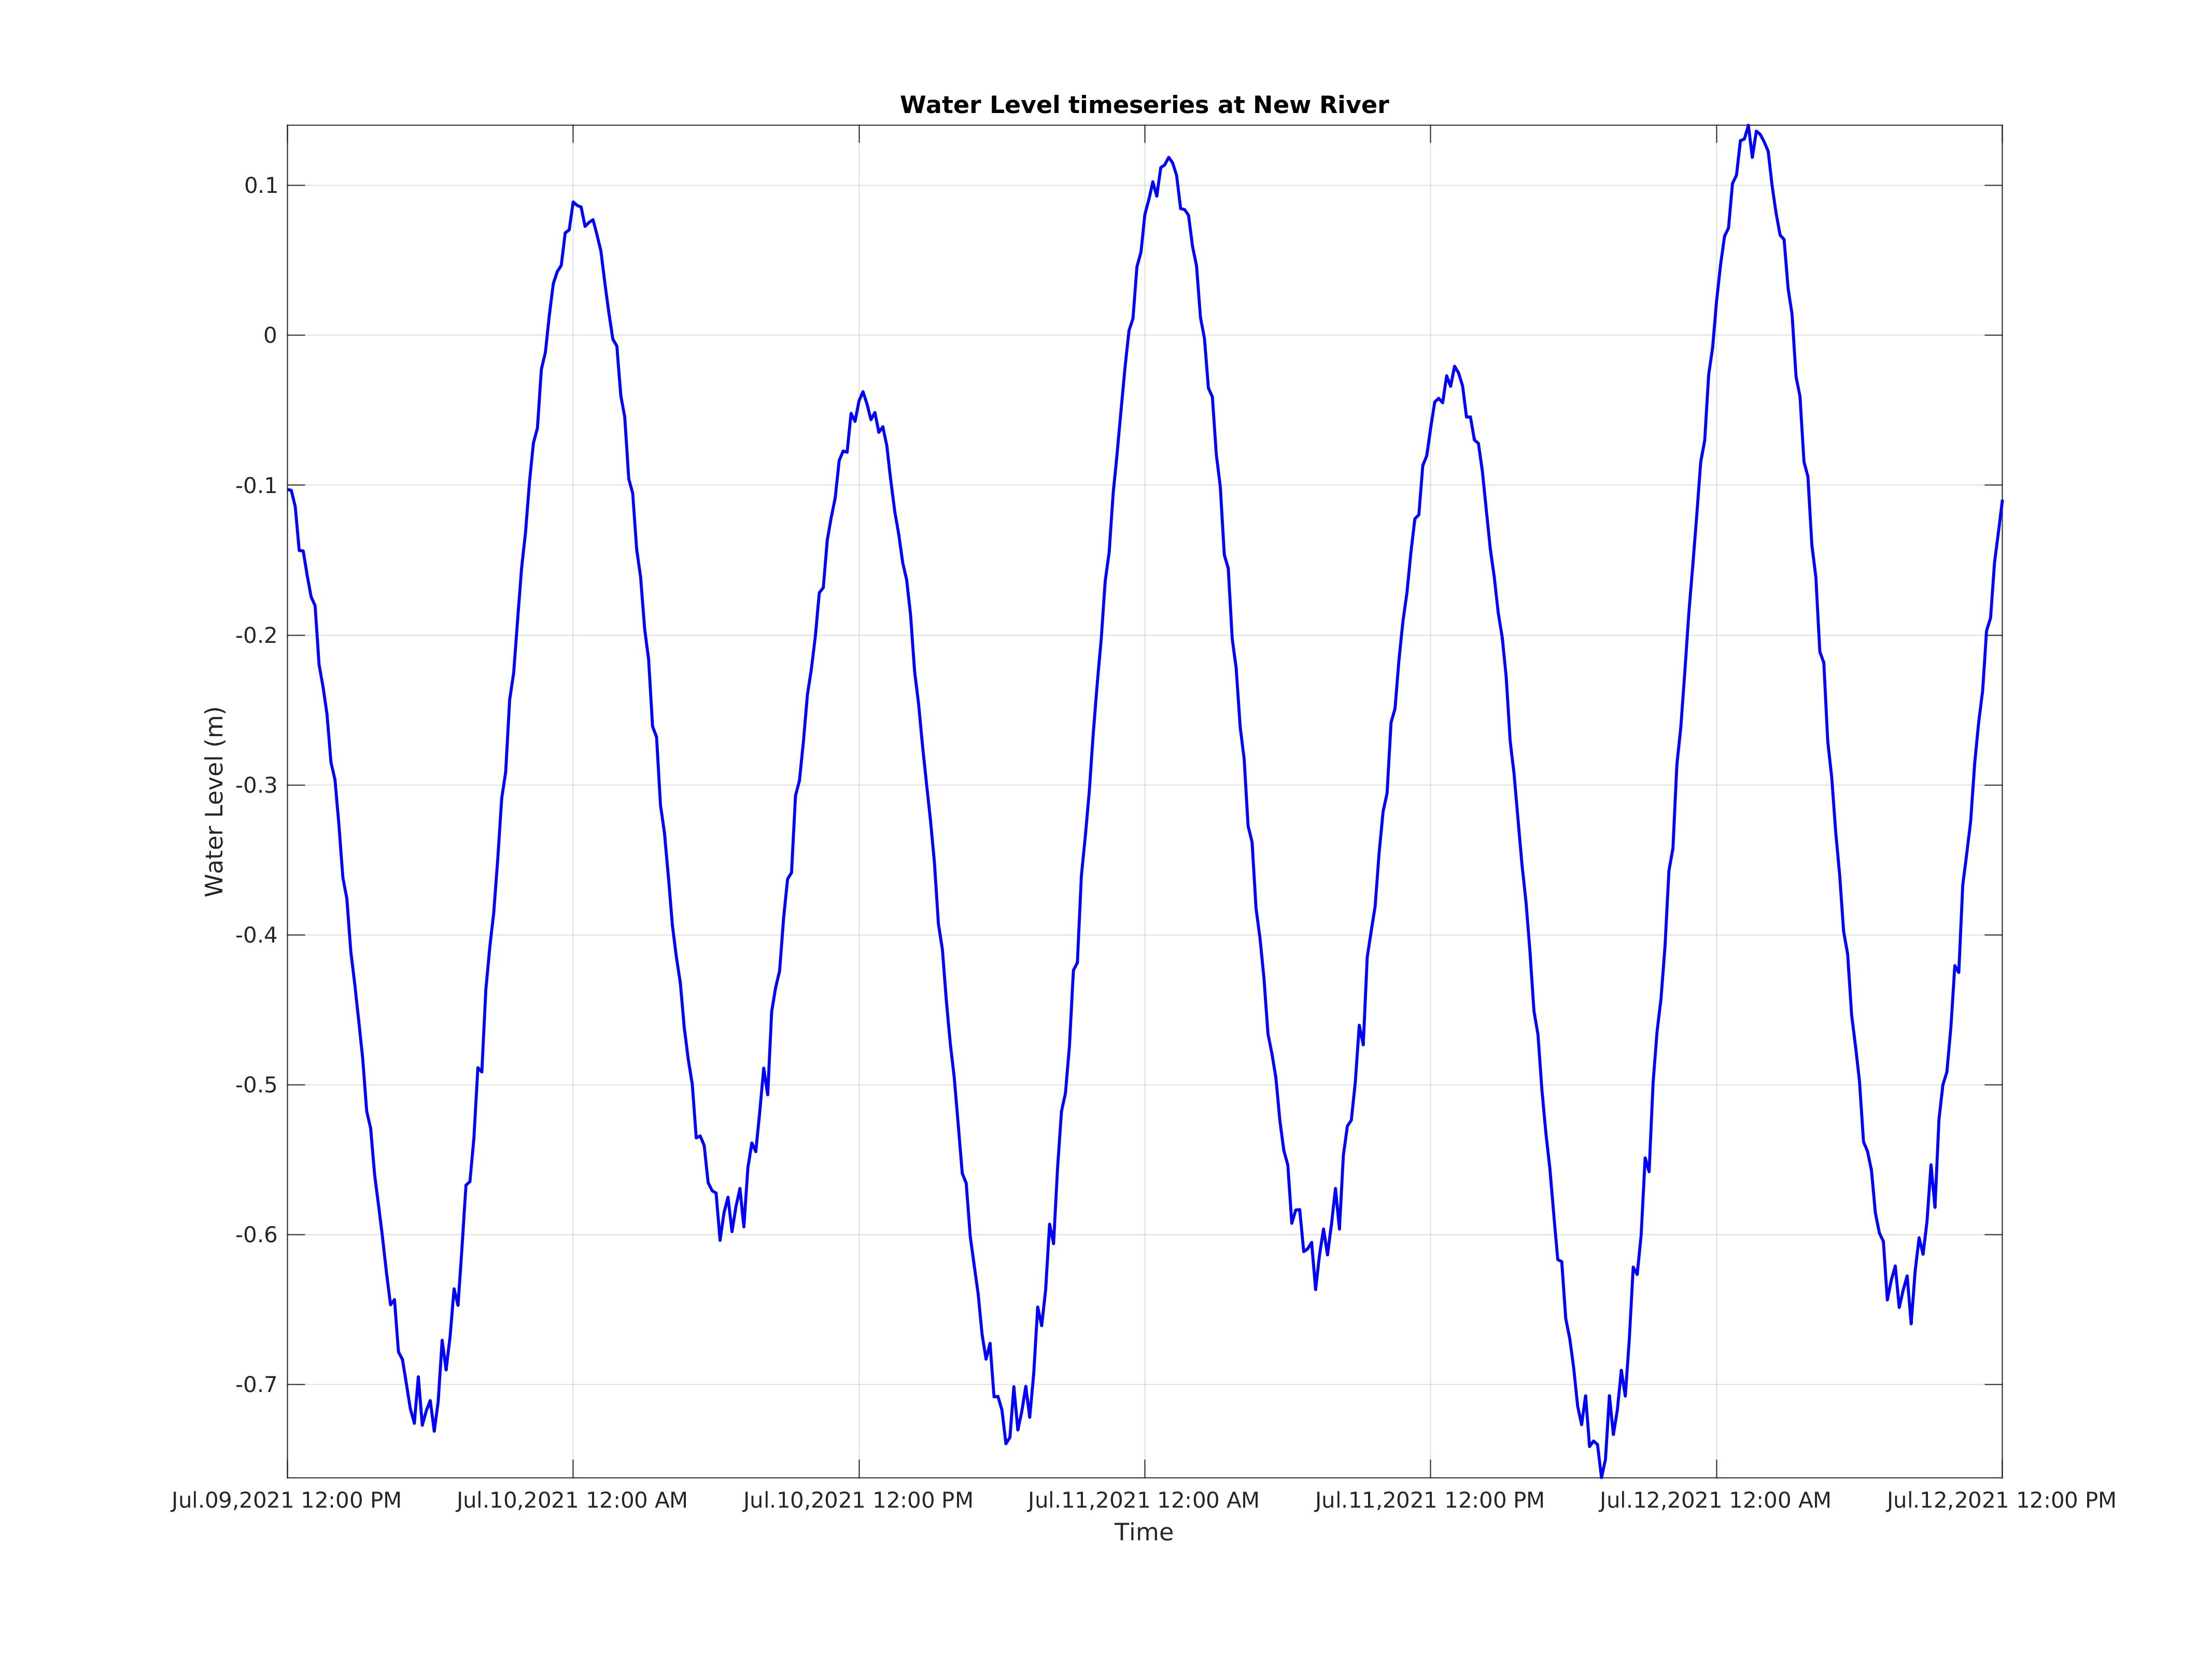 Water Level timeseries at New River
0.1
0
-0.1
-0.2
-0.3
-0.4
-0.5
-0.6
-0.7
Water Level (m)
Jul.09,2021 12:00 PM Jul.10,2021 12:00 AM Jul.10,2021 12:00 PM Jul.11,2021 12:00 AM Jul.11,2021 12:00 PM Jul.12,2021 12:00 AM Jul.12,2021 12:00 PM
Time